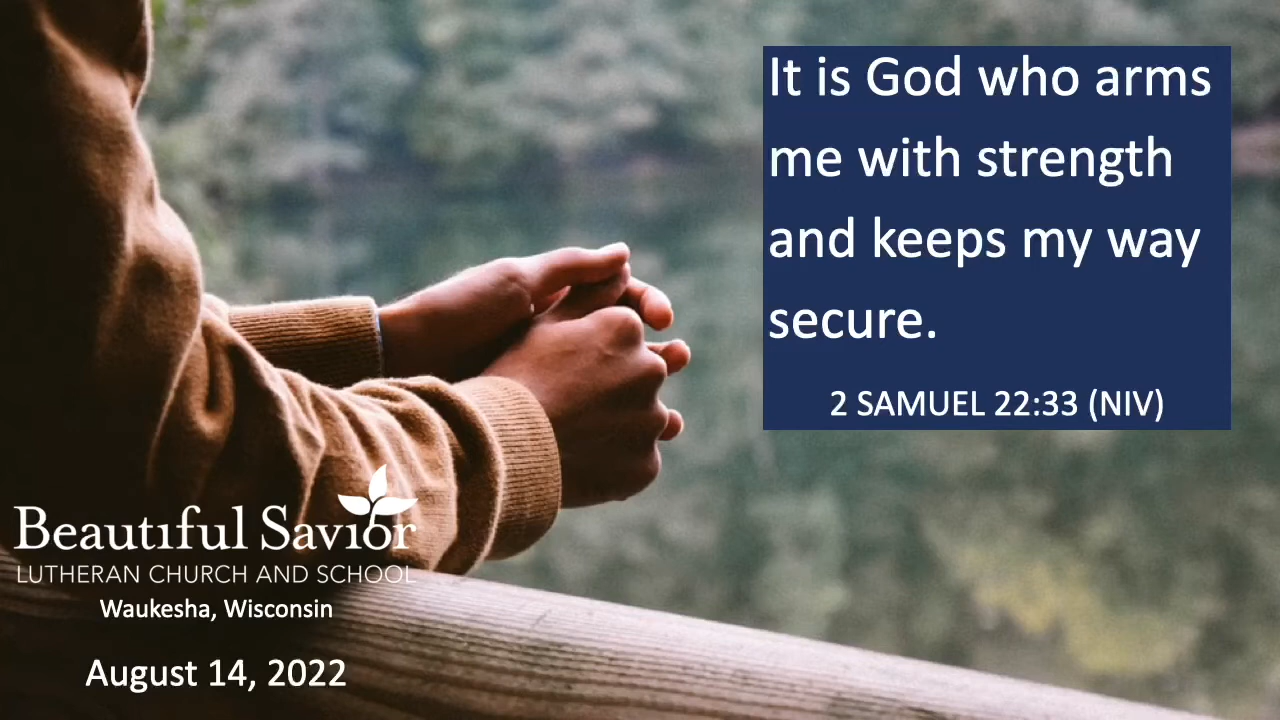 It is God who arms
me with strength
and keeps my way
secure.
2 SAMUEL 22:33 (NIV)
Beautiful Savior
LUTHERAN CHURCH AND SCHOOL
Waukesha, Wisconsin
August 14, 2022